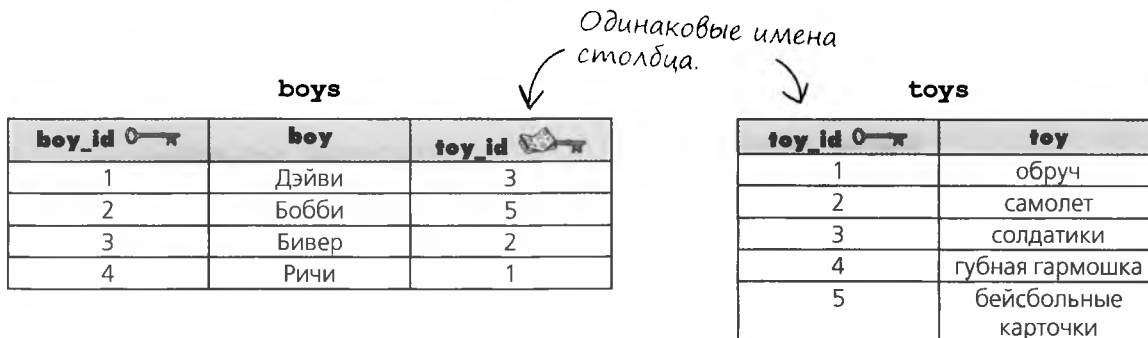 Одинаковые имена
столбца.
boys
boy_id boy toy_id
1 Дэйви 3
2 Бобби 5
3 Бивер 2
4 Ричи 1
toys
toy_id toy
1 обруч
2 самолет
3 солдатики
4 губная гармошка
5 бейсбольные
карточки